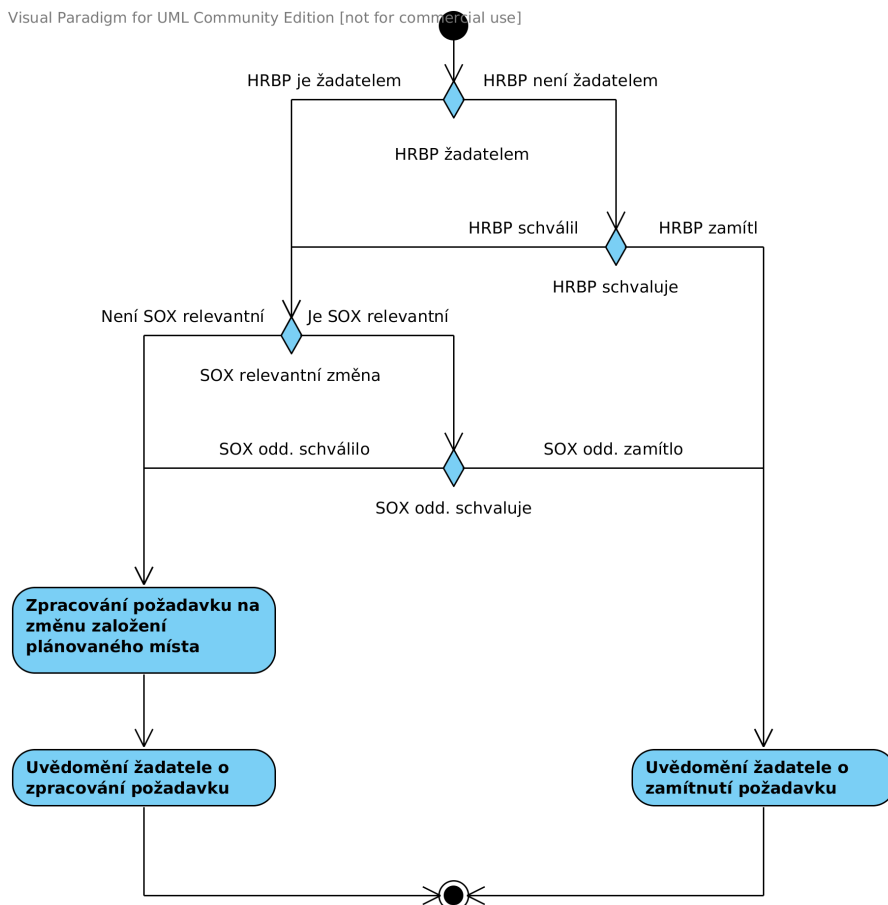 Visual Paradigm for UML Community Edition [not for commercial use]
HRBP je žadatelem
HRBP není žadatelem
HRBP žadatelem
HRBP schválil
HRBP zamítl
HRBP schvaluje
Není SOX relevantní
Je SOX relevantní
SOX relevantní změna
SOX odd. schválilo
SOX odd. zamítlo
SOX odd. schvaluje
Zpracování požadavku na
změnu založení
plánovaného místa
Uvědomění žadatele o
zpracování požadavku
Uvědomění žadatele o
zamítnutí požadavku